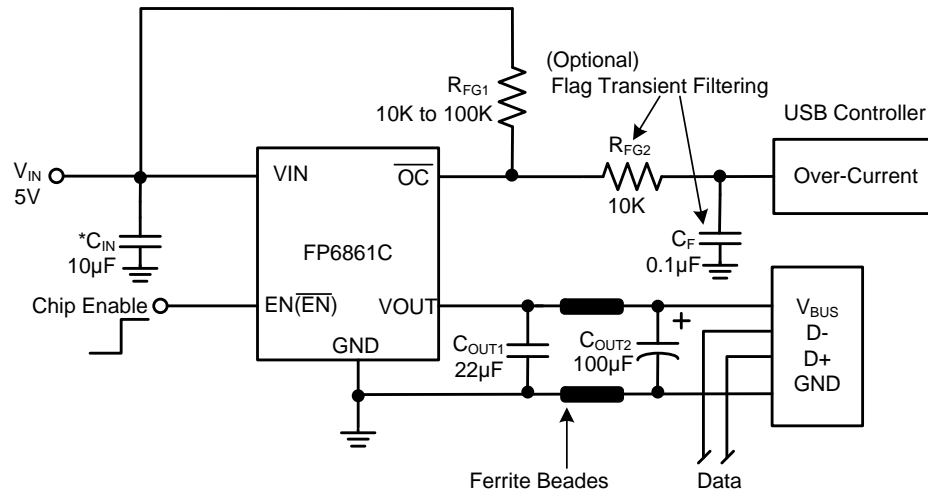 (Optional)
Flag Transient Filtering
RFG1
10K to 100K
USB Controller
RFG2
VIN
5V
VIN
OC
10K
Over-Current
*CIN
10µF
FP6861C
CF
0.1µF
Chip Enable
EN(EN)
VOUT
VBUS
D-
D+
GND
GND
COUT1
22µF
COUT2
100µF
+
Ferrite Beades
Data